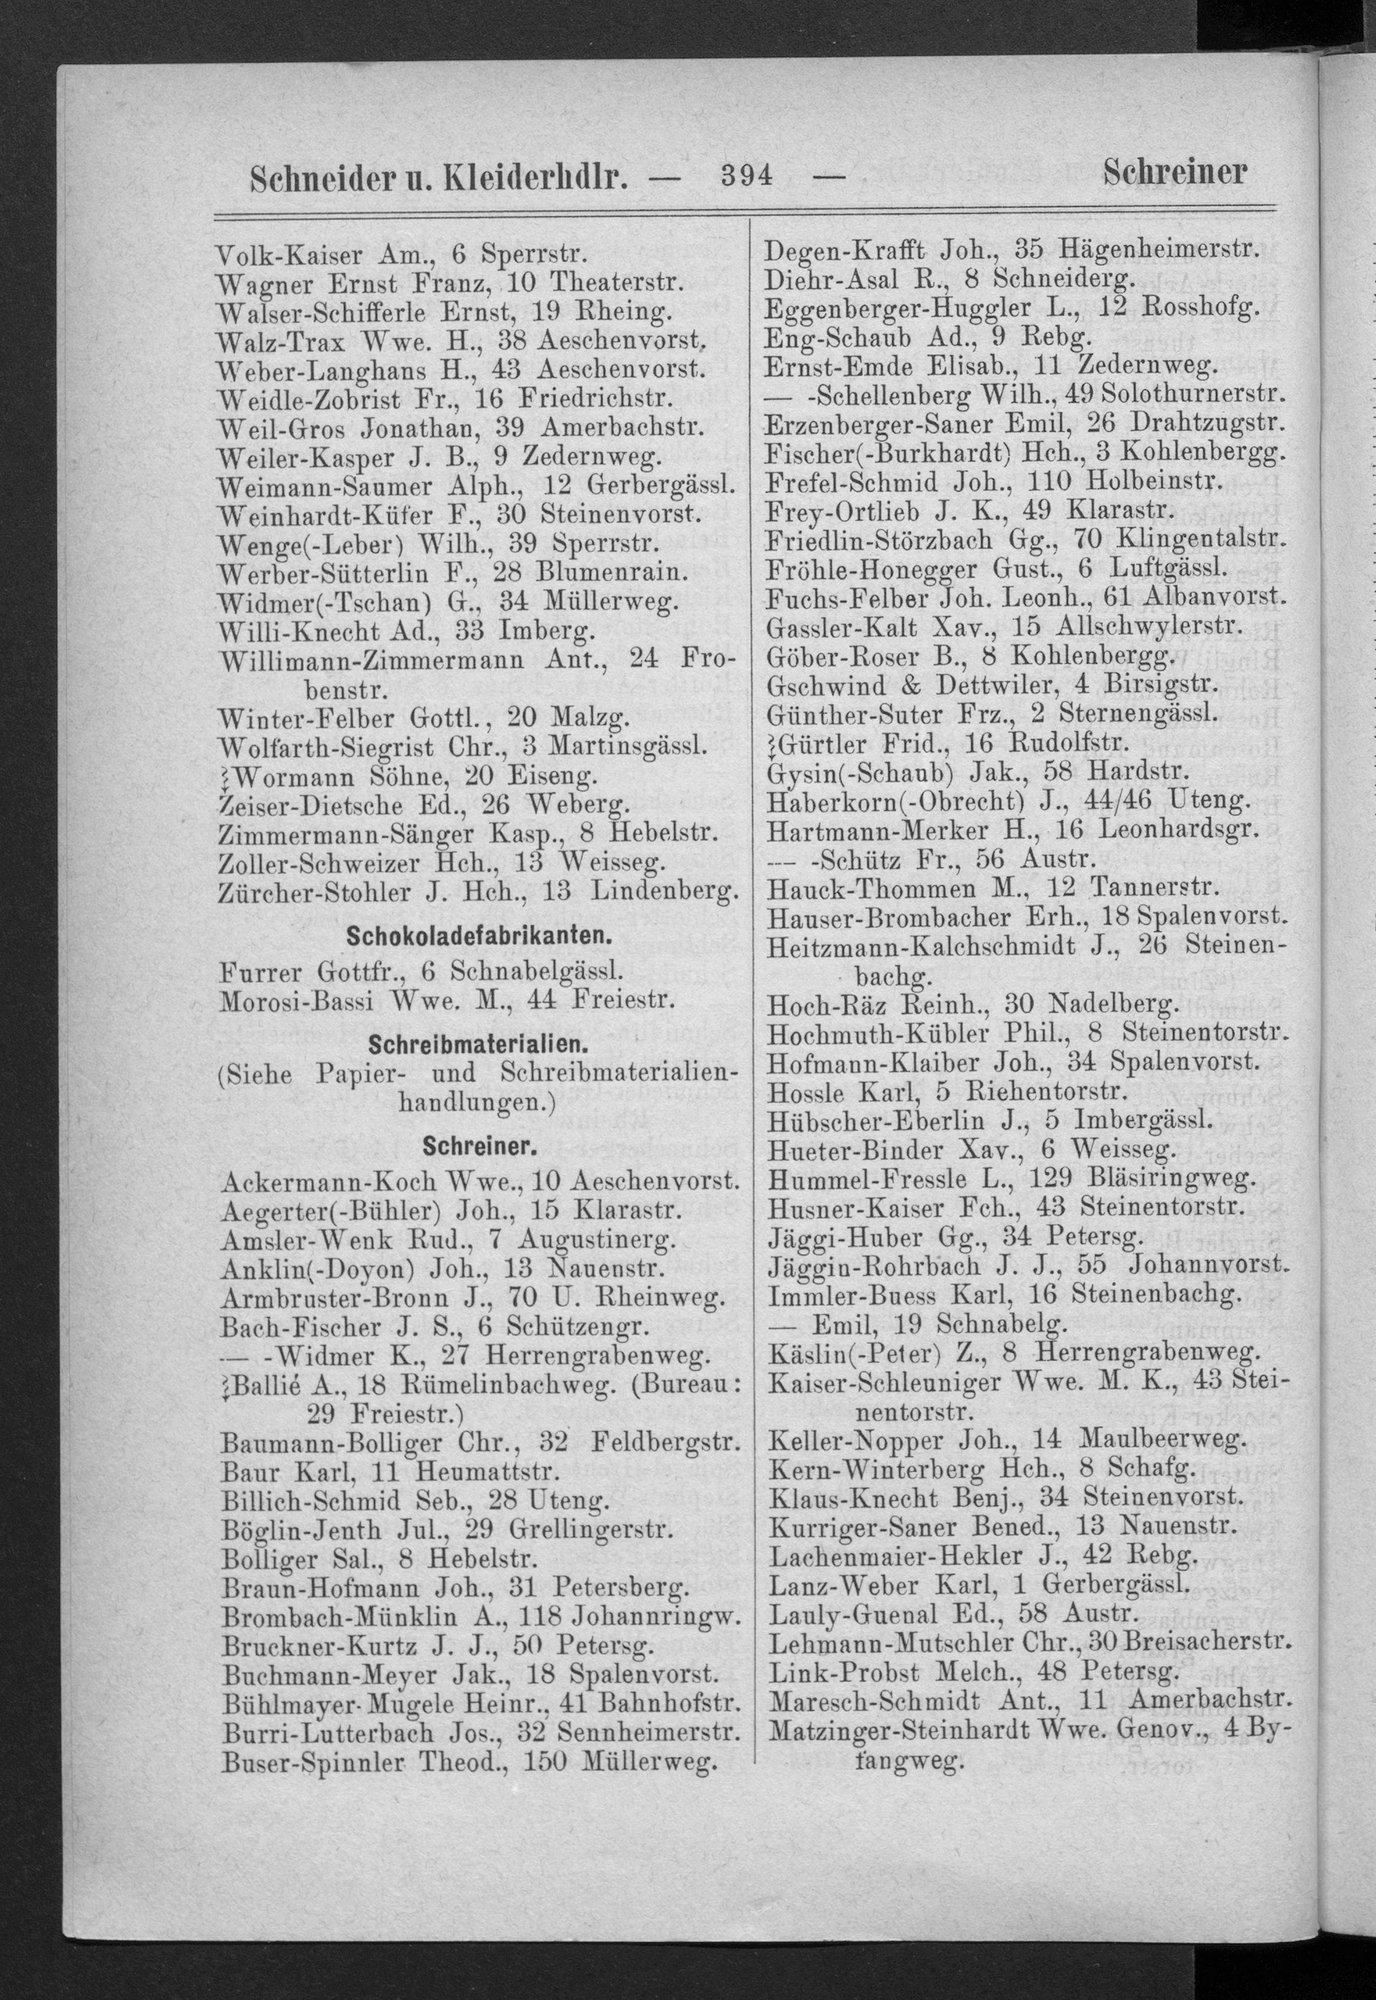 Schneider u. Kleiderhdlr. — 394 — Schreiner
Volk-Kaiser Am., 6 Sperrstr.
Wagner Ernst Franz, 10 Theaterstr.
Walser-Schifferle Ernst, 19 Rheing.
Walz-Trax Wwe. H., 38 Aeschenvorst.
Weber-Langhans H., 43 Aeschenvorst.
Weidle-Zobrist Fr., 16 Friedrichstr.
Weil-Gros Jonathan, 39 Amerbachstr.
Weiler-Kasper J. B., 9 Zedernweg.
Weimann-Saumer Alph., 12 Gerbergässl.
Weinhardt-Küfer F., 30 Steinenvorst.
Wenge(-Leber) Wilh., 39 Sperrstr.
Werber-Sütterlin F., 28 Blumenrain.
Widmer(-Tschan) G., 34 Müllerweg.
Willi-Knecht Ad., 33 Imberg.
Willimann-Zimmermann Ant., 24 Fro-
benstr.
Winter-Felber Gottl., 20 Malzg.
Wolfarth-Siegrist Chr., 3 Martinsgässl.
⸾Wormann Söhne, 20 Eiseng.
Zeiser-Dietsche Ed., 26 Weberg.
Zimmermann-Sänger Kasp., 8 Hebelstr.
Zoller-Schweizer Hch., 13 Weisseg.
Zürcher-Stohler J. Hch., 13 Lindenberg.
Schokoladefabrikanten.
Furrer Gottfr., 6 Schnabelgässl.
Morosi-Bassi Wwe. M., 44 Freiestr.
Schreibmaterialien.
(Siehe Papier- und Schreibmaterialien-
handlungen.)
Schreiner.
Ackermann-Koch Wwe., 10 Aeschenvorst.
Aegerter(-Bühler) Joh., 15 Klarastr.
Amsler-Wenk Rud., 7 Augustinerg.
Anklin(-Doyon) Joh., 13 Nauenstr.
Armbruster-Bronn J., 70 U. Rheinweg.
Bach-Fischer J. S., 6 Schützengr.
— -Widmer K., 27 Herrengrabenweg.
⸾Ballié A., 18 Rümelinbachweg. (Bureau:
29 Freiestr.)
Baumann-Bolliger Chr., 32 Feldbergstr.
Baur Karl, 11 Heumattstr.
Billich-Schmid Seb., 28 Uteng.
Böglin-Jenth Jul., 29 Grellingerstr.
Bolliger Sal., 8 Hebelstr.
Braun-Hofmann Joh., 31 Petersberg.
Brombach-Münklin A., 118 Johannringw.
Bruckner-Kurtz J. J., 50 Petersg.
Buchmann-Meyer Jak., 18 Spalenvorst.
Bühlmayer-Mugele Heinr., 41 Bahnhofstr.
Burri-Lutterbach Jos., 32 Sennheimerstr.
Buser-Spinnler Theod., 150 Müllerweg.
Degen-Krafft Joh., 35 Hägenheimerstr.
Diehr-Asal R., 8 Schneiderg.
Eggenberger-Huggler L., 12 Rosshofg.
Eng-Schaub Ad., 9 Rebg.
Ernst-Emde Elisab., 11 Zedernweg.
— -Schellenberg Wilh., 49 Solothurnerstr.
Erzenberger-Saner Emil, 26 Drahtzugstr.
Fischer(-Burkhardt) Hch., 3 Kohlenbergg.
Frefel-Schmid Joh., 110 Holbeinstr.
Frey-Ortlieb J. K., 49 Klarastr.
Friedlin-Störzbach Gg., 70 Klingentalstr.
Fröhle-Honegger Gust., 6 Luftgässl.
Fuchs-Felber Joh. Leonh., 61 Albanvorst.
Gassler-Kalt Xav., 15 Allschwylerstr.
Göber-Roser B., 8 Kohlenbergg.
Gschwind & Dettwiler, 4 Birsigstr.
Günther-Suter Frz., 2 Sternengässl.
⸾Gürtler Frid., 16 Rudolfstr.
Gysin(-Schaub) Jak., 58 Hardstr.
Haberkorn(-Obrecht) J., 44/46 Uteng.
Hartmann-Merker H., 16 Leonhardsgr.
— -Schütz Fr., 56 Austr.
Hauck-Thommen M., 12 Tannerstr.
Hauser-Brombacher Erh., 18 Spalenvorst.
Heitzmann-Kalchschmidt J., 26 Steinen-
bachg.
Hoch-Räz Reinh., 30 Nadelberg.
Hochmuth-Kübler Phil., 8 Steinentorstr.
Hofmann-Klaiber Joh., 34 Spalenvorst.
Hossle Karl, 5 Riehentorstr.
Hübscher-Eberlin J., 5 Imbergässl.
Hueter-Binder Xav., 6 Weisseg.
Hummel-Fressle L., 129 Bläsiringweg.
Husner-Kaiser Fch., 43 Steinentorstr.
Jäggi-Huber Gg., 34 Petersg.
Jäggin-Rohrbach J. J., 55 Johannvorst.
Immler-Buess Karl, 16 Steinenbachg.
— Emil, 19 Schnabelg.
Käslin(-Peter) Z., 8 Herrengrabenweg.
Kaiser-Schleuniger Wwe. M. K., 43 Stei-
nentorstr.
Keller-Nopper Joh., 14 Maulbeerweg.
Kern-Winterberg Hch., 8 Schafg.
Klaus-Knecht Benj., 34 Steinenvorst.
Kurriger-Saner Bened., 13 Nauenstr.
Lachenmaier-Hekler J., 42 Rebg.
Lanz-Weber Karl, 1 Gerbergässl.
Lauly-Guenal Ed., 58 Austr.
Lehmann-Mutschler Chr., 30 Breisacherstr.
Link-Probst Melch., 48 Petersg.
Maresch-Schmidt Ant., 11 Amerbachstr.
Matzinger-Steinhardt Wwe. Genov., 4 By-
fangweg.